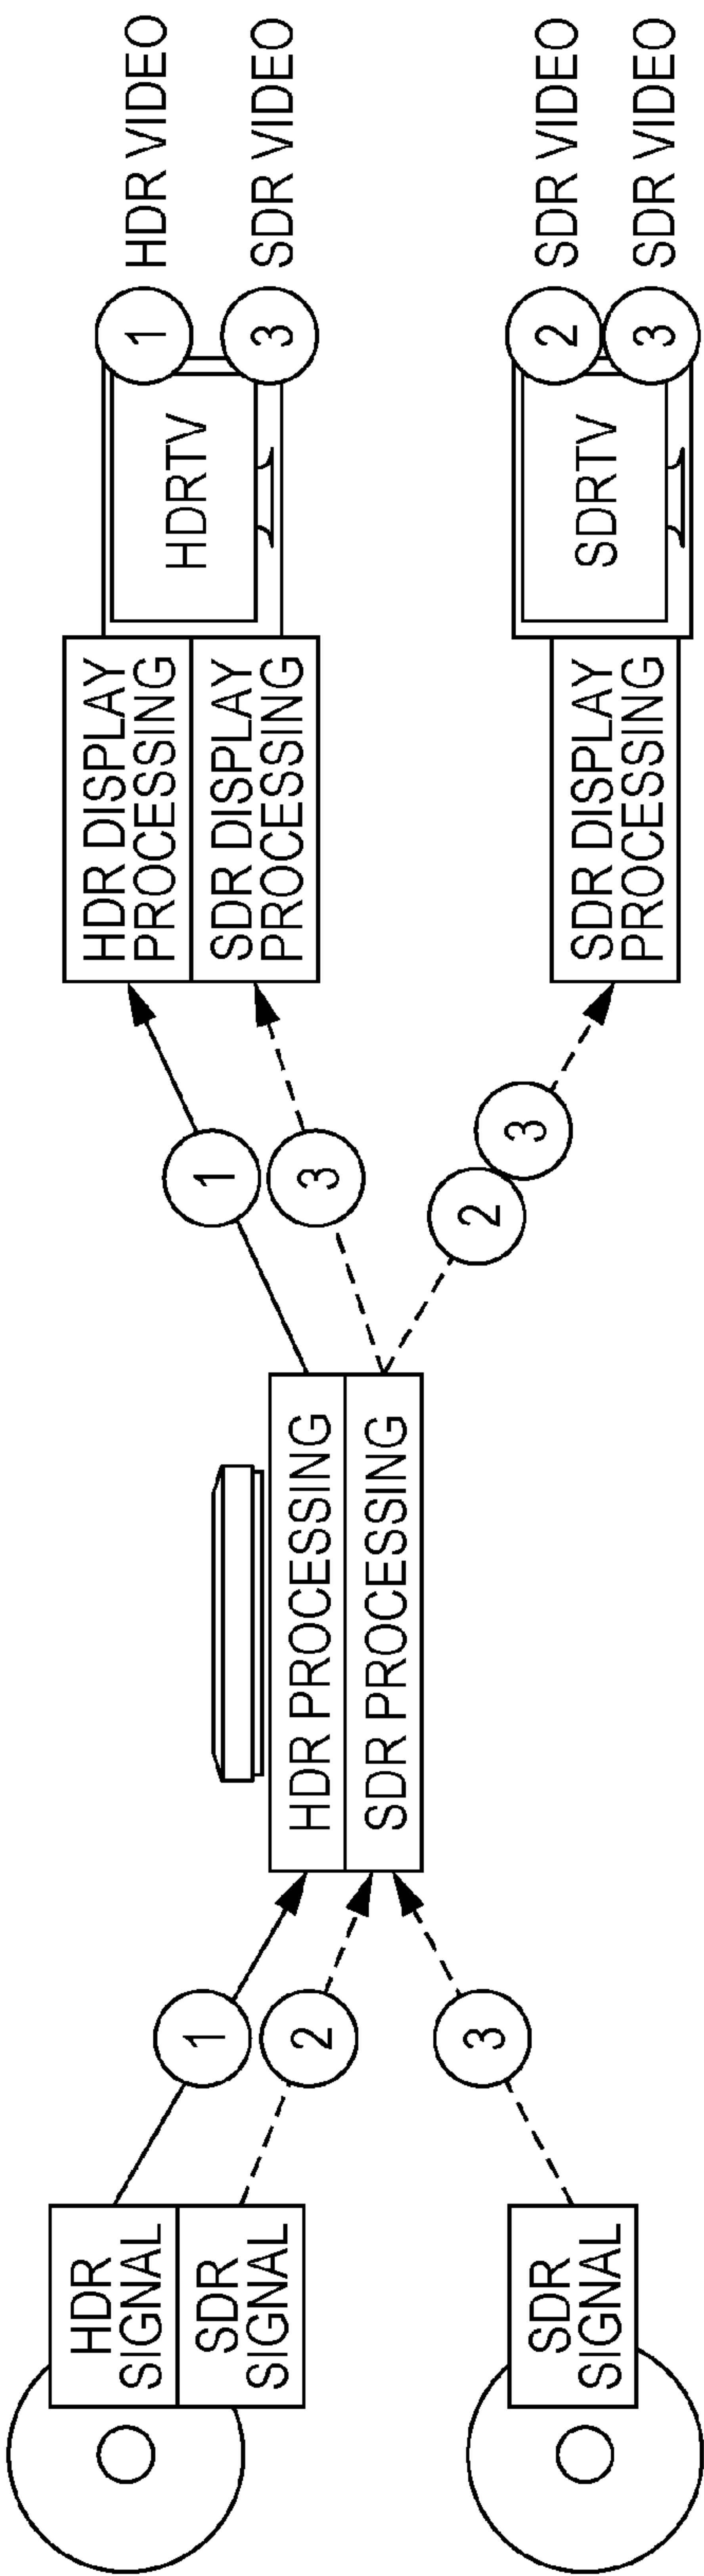 HDR
SIGNAL
SDR
SIGNAL
1
2
HDR PROCESSING
SDR PROCESSING
1
3
HDR DISPLAY
PROCESSING
SDR DISPLAY
PROCESSING
HDRTV
1
HDR VIDEO
3
SDR VIDEO
SDR
SIGNAL
3
2
3
SDR DISPLAY
PROCESSING
SDRTV
2
SDR VIDEO
3
SDR VIDEO